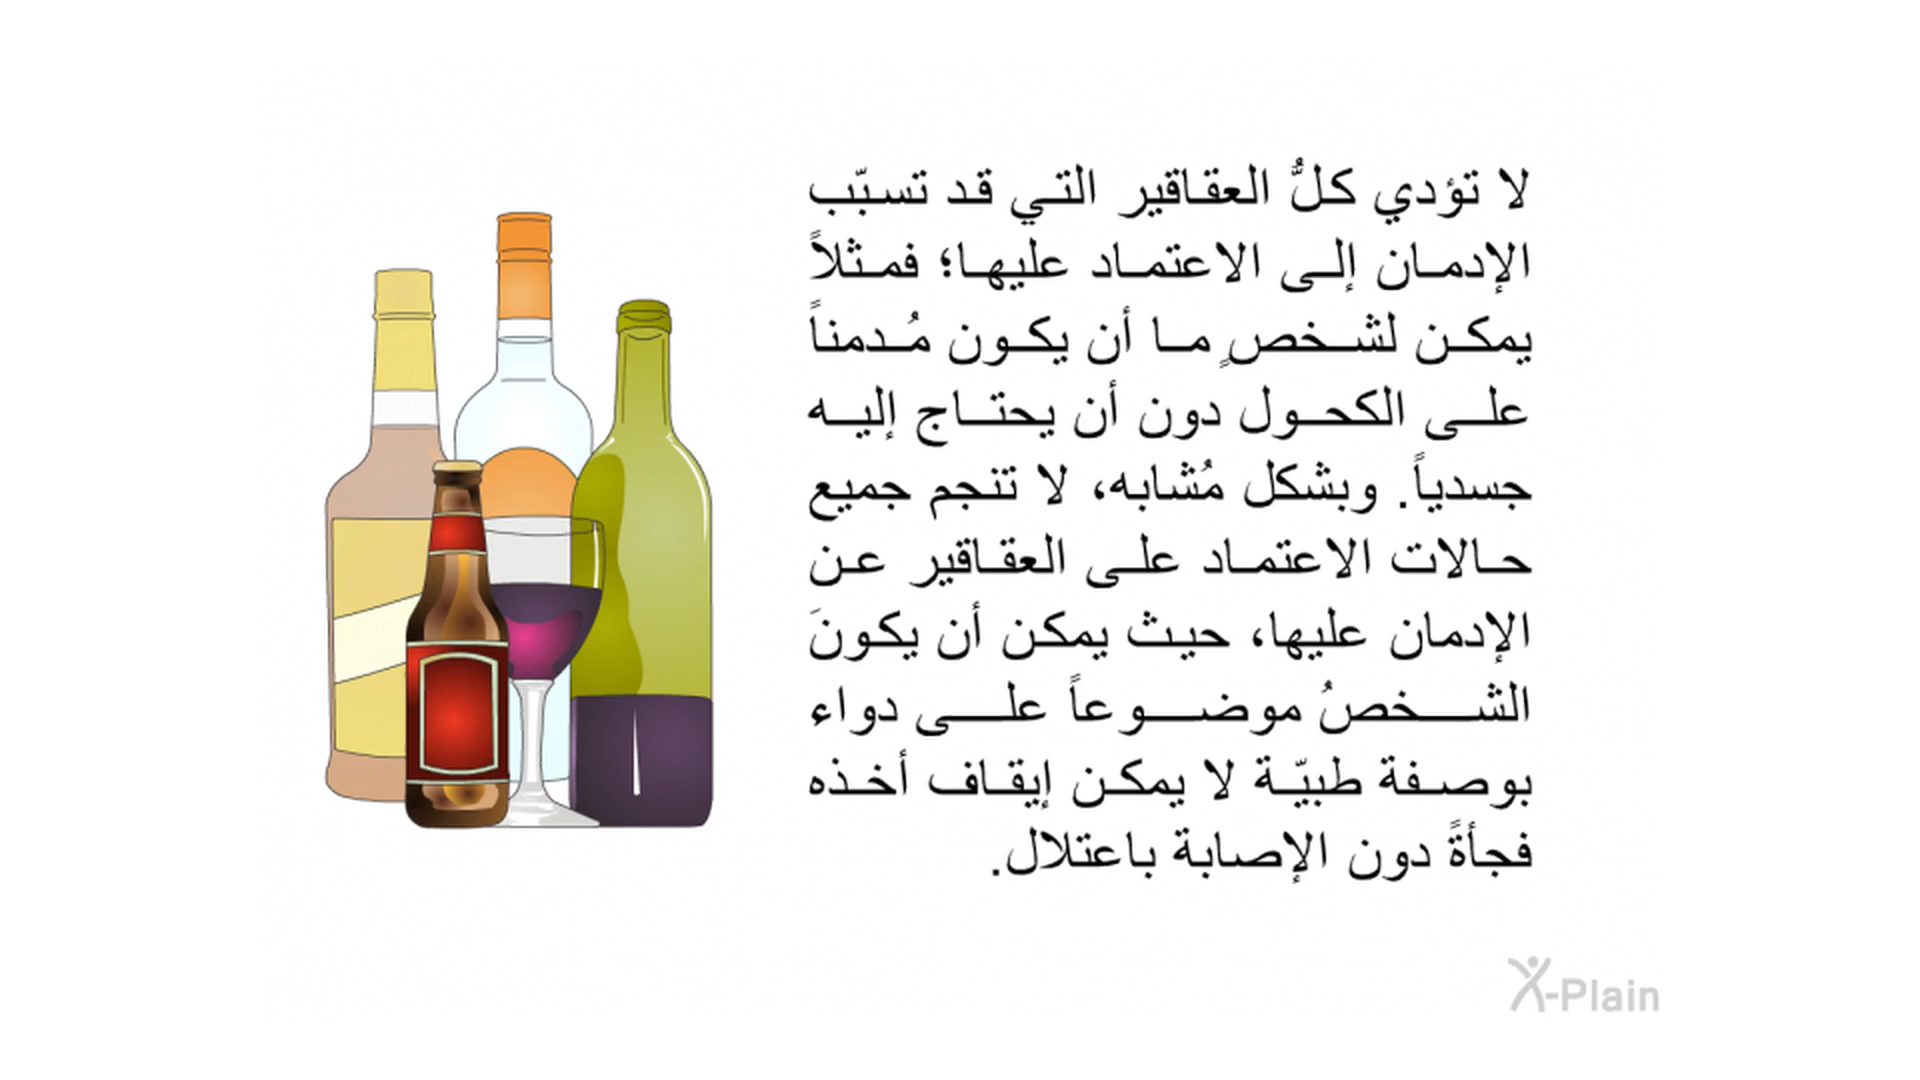 لا تؤدي كلُّ العقاقير التي قد تسبّب
الإدمان إلى الاعتماد عليها؛ فمثلاً
يمكن لشخصٍ ما أن يكون مُدمناً
على الكحول دون أن يحتاج إليه
جسدياً. وبشكل مُشابه، لا تنجم جميع
حالات الاعتماد على العقاقير عن
الإدمان عليها، حيث يمكن أن يكونَ
الشخصُ موضوعاً على دواء
بوصفة طبيّة لا يمكن إيقاف أخذه
فجأةً دون الإصابة باعتلال.
X-Plain